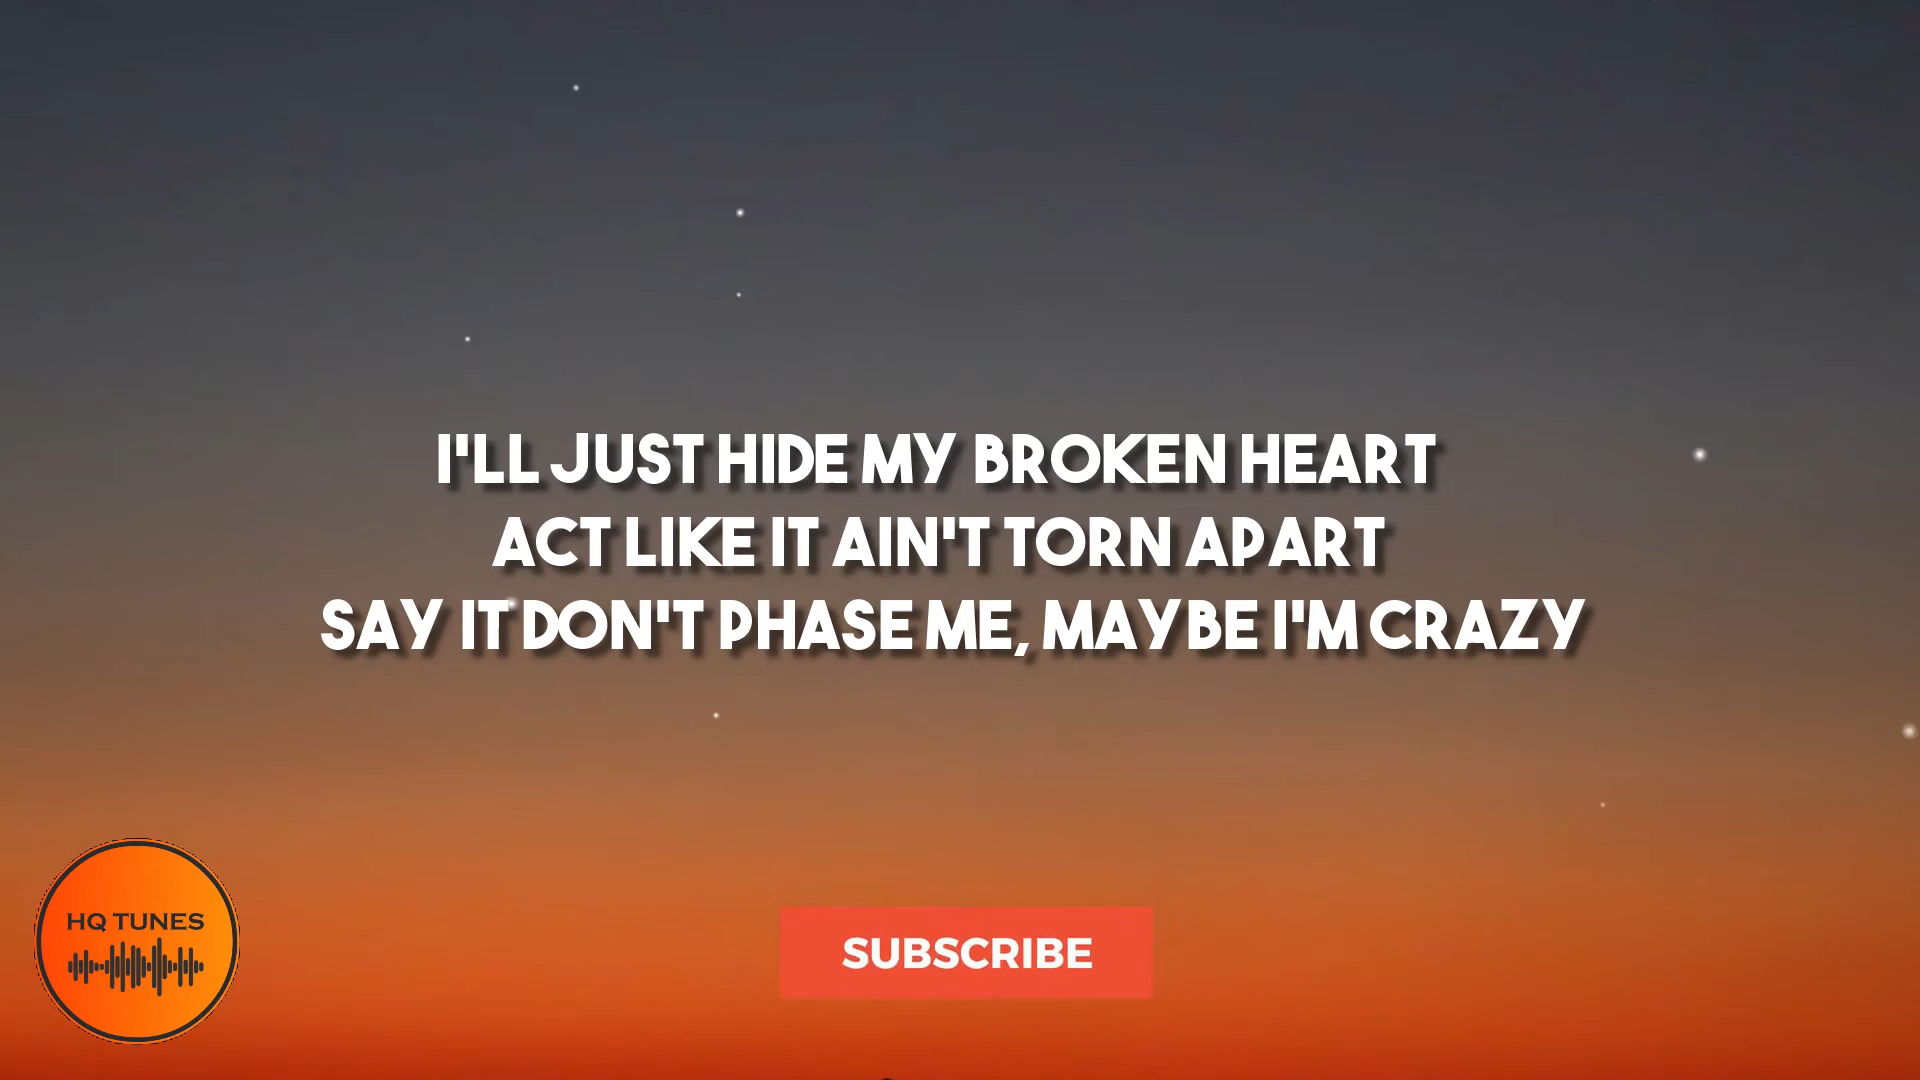 I'LL JUST HIDE MY BROKEN HEART
ACT LIKE IT AIN'T TORN APART
SAY IT DON'T PHASE ME, MAYBE I'M CRAZY
HQ TUNES
SUBSCRIBE